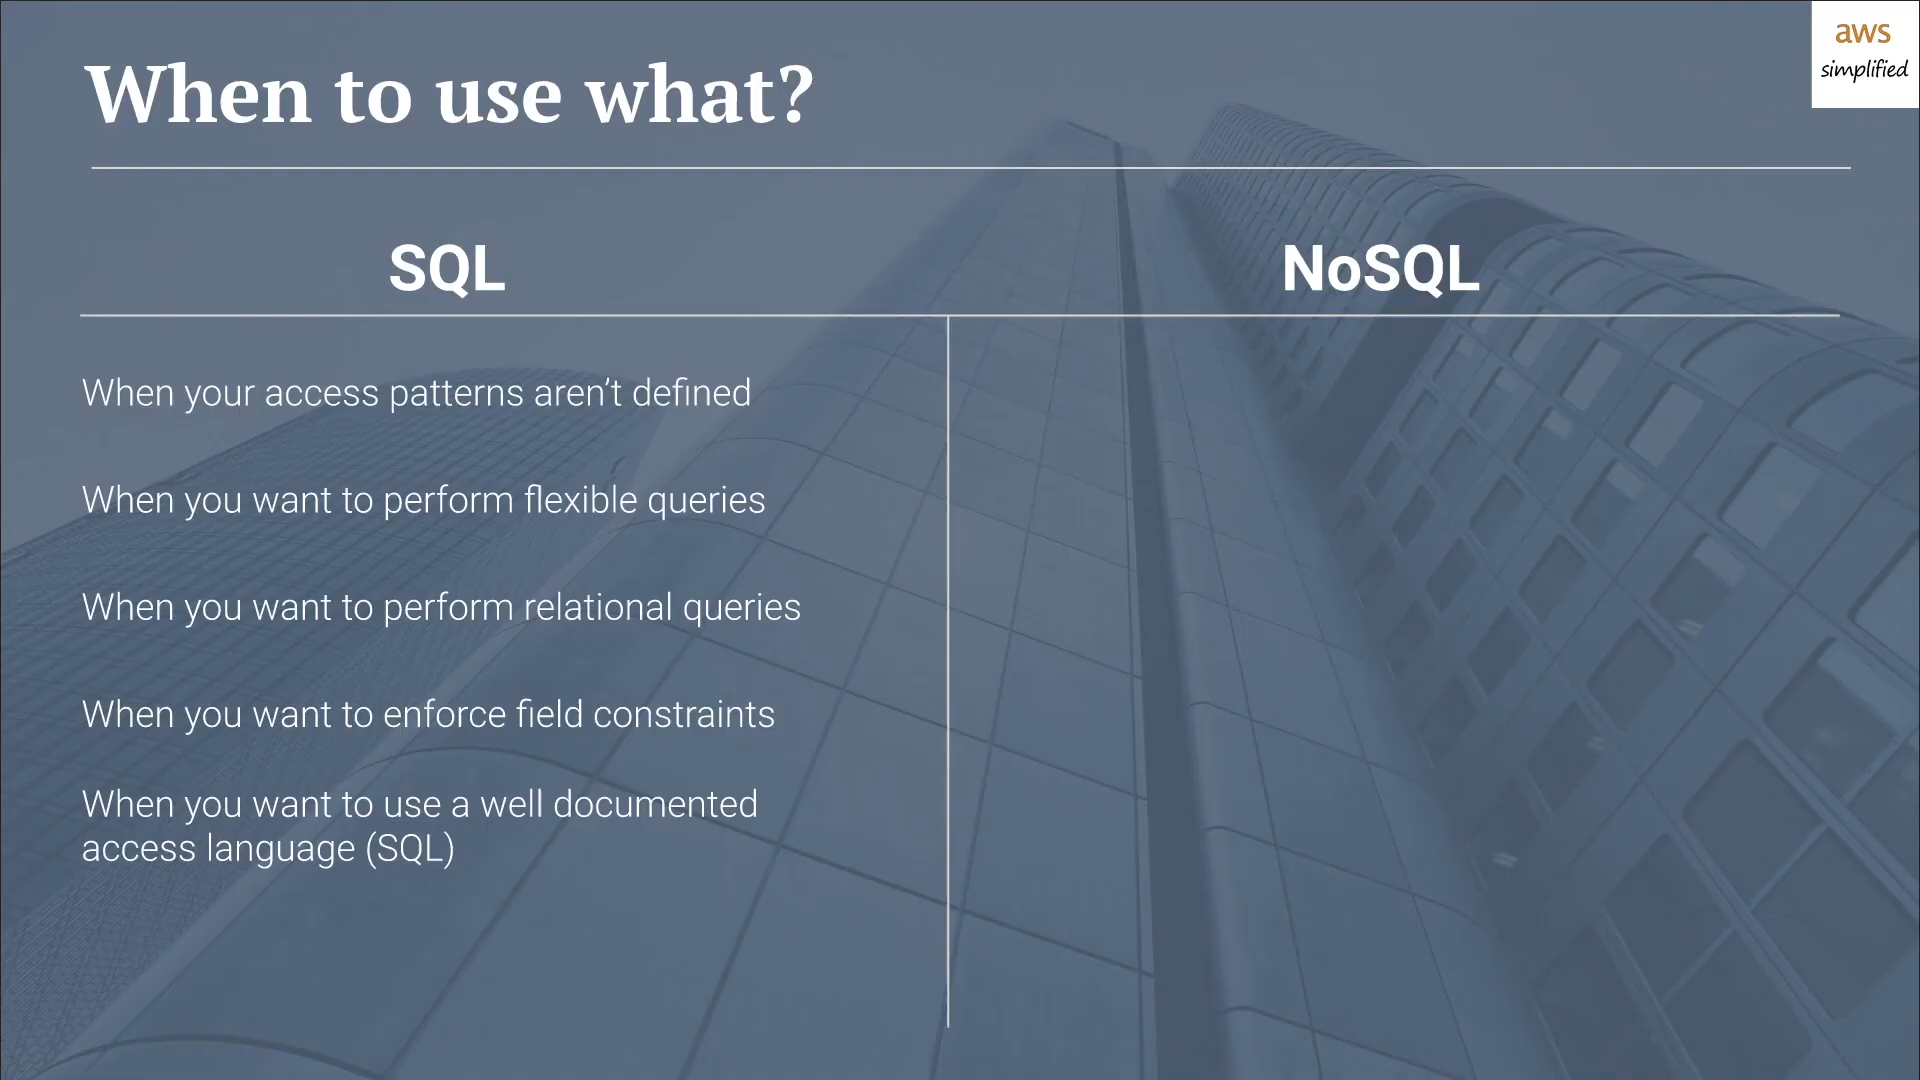 aws
simplified
When to use what?
SQL
NoSQL
When your access patterns aren't defined
When you want to perform flexible queries
When you want to perform relational queries
When you want to enforce field constraints
When you want to use a well documented
access language (SQL)